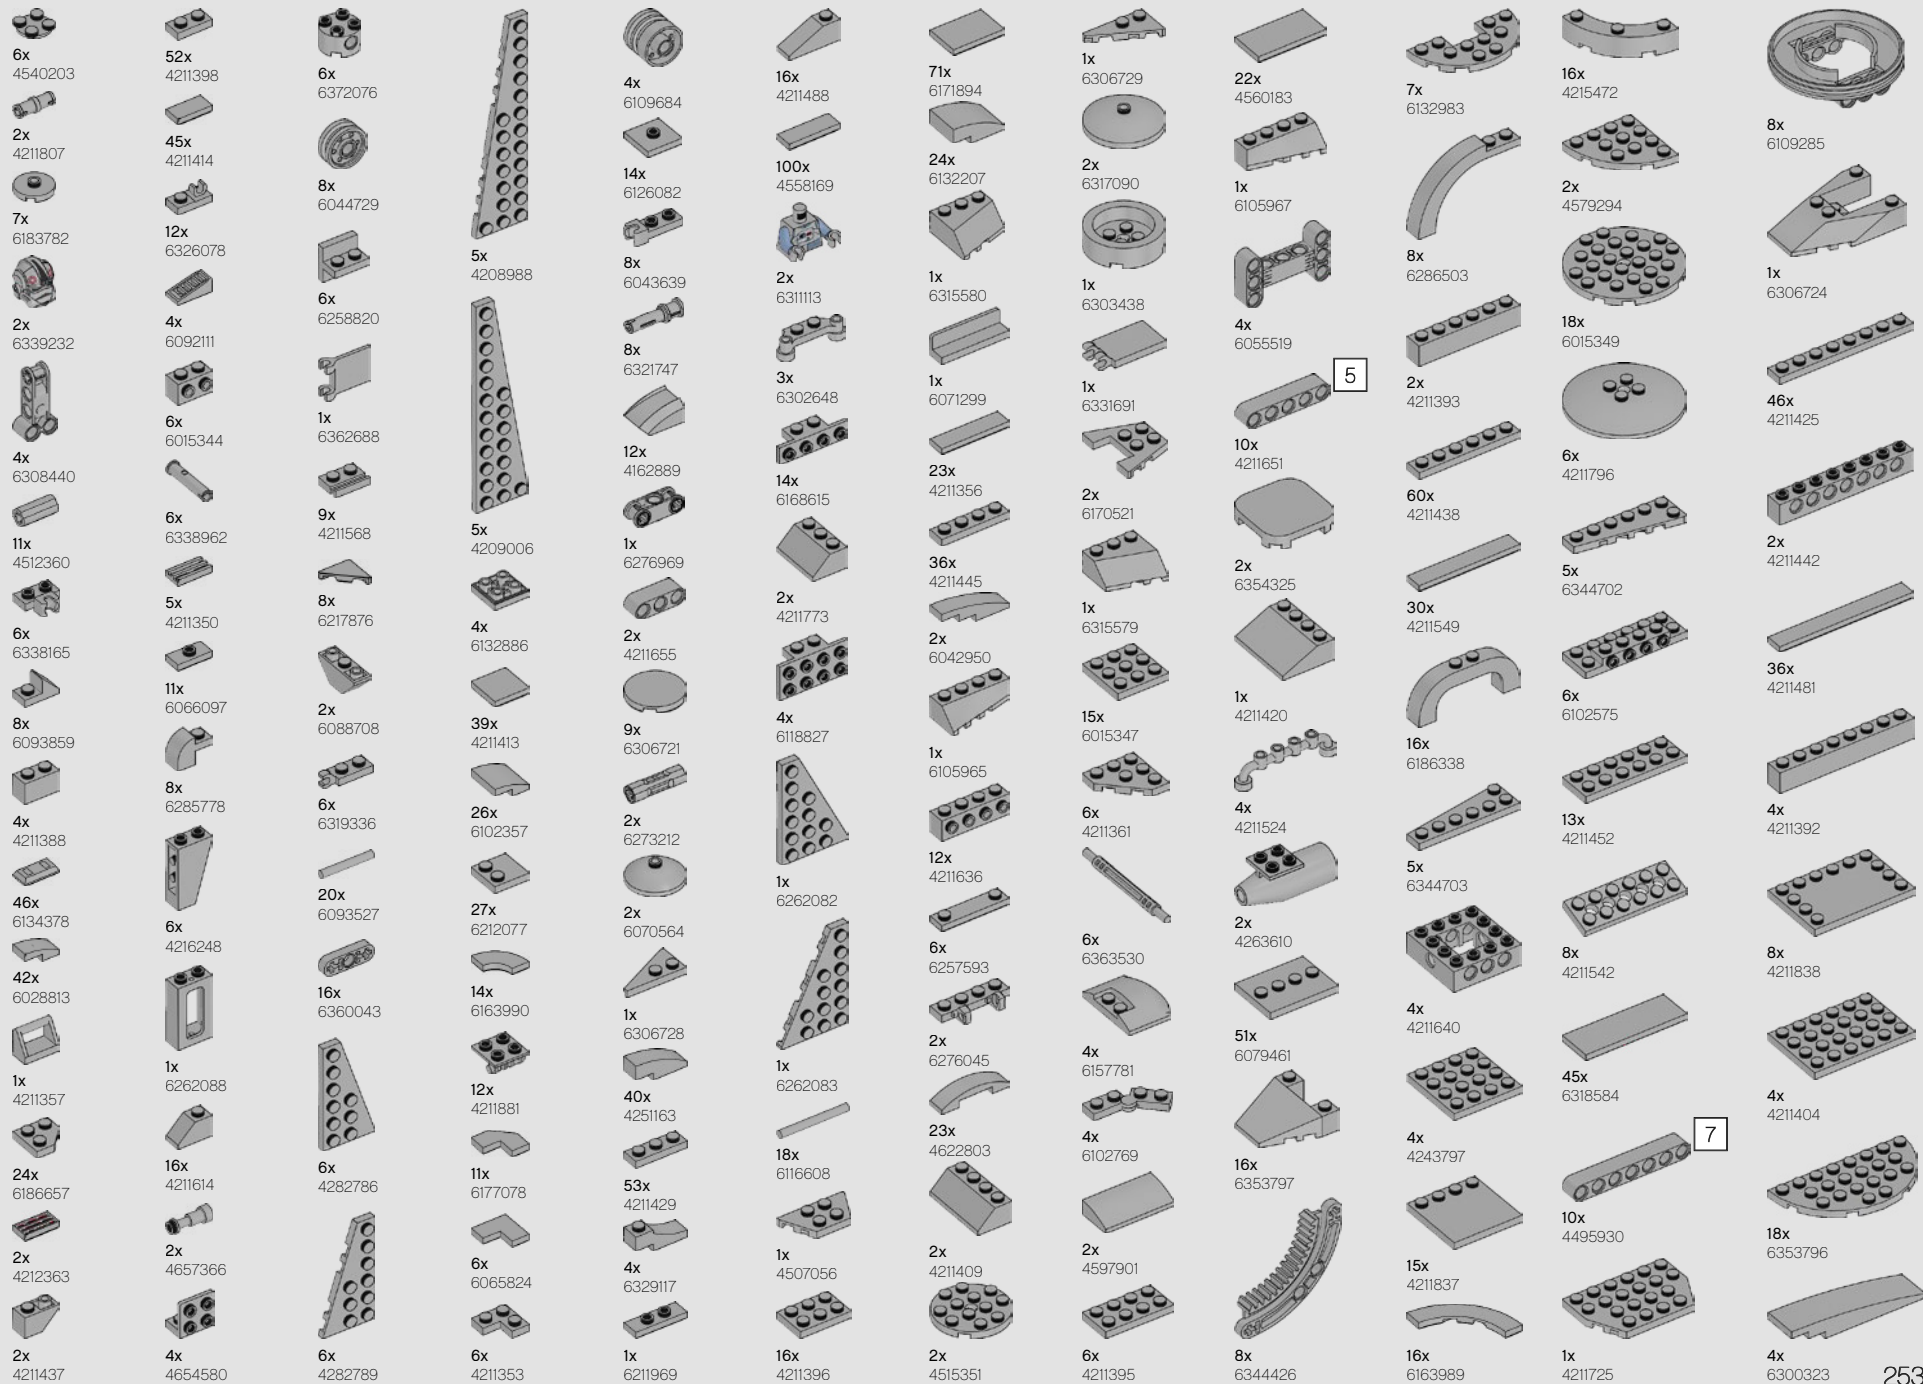 6x
4540203
2x
4211807
7x
6183782
2x
6339232
4x
6308440
11x
4512360
6x
6338165
8x
6093859
4x
4211388
46x
6134378
42x
6028813
1x
4211357
24x
6186657
2x
4212363
2x
4211437
52x
4211398
45x
4211414
12x
6326078
4x
6092111
6x
6015344
6x
6338962
5x
4211350
11x
6066097
8x
6285778
6x
4216248
1x
6262088
16x
4211614
2x
4657366
4x
4654580
6x
6372076
8x
6044729
6x
6258820
1x
6362688
9x
4211568
8x
6217876
2x
6088708
6x
6319336
20x
6093527
16x
6360043
6x
4282786
6x
4282789
5x
4208988
5x
4209006
4x
6132886
39x
4211413
26x
6102357
27x
6212077
14x
6163990
12x
4211881
11x
6177078
6x
6065824
6x
4211353
4x
6109684
14x
6126082
8x
6043639
8x
6321747
12x
4162889
1x
6276969
2x
4211655
9x
6306721
2x
6273212
2x
6070564
1x
6306728
40x
4251163
53x
4211429
4x
6329117
1x
6211969
16x
4211488
100x
4558169
2x
6311113
3x
6302648
14x
6168615
2x
4211773
4x
6118827
1x
6262082
1x
6262083
18x
6116608
1x
4507056
16x
4211396
71x
6171894
24x
6132207
1x
6315580
1x
6071299
23x
4211356
36x
4211445
2x
6042950
1x
6105965
12x
4211636
6x
6257593
2x
6276045
23x
4622803
2x
4211409
2x
4515351
1x
6306729
2x
6317090
1x
6303438
1x
6331691
2x
6170521
1x
6315579
15x
6015347
6x
4211361
6x
6363530
4x
6157781
4x
6102769
2x
4597901
6x
4211395
22x
4560183
1x
6105967
4x
6055519
5
10x
4211651
2x
6354325
1x
4211420
4x
4211524
2x
4263610
51x
6079461
16x
6353797
8x
6344426
7x
6132983
8x
6286503
2x
4211393
60x
4211438
30x
4211549
16x
6186338
5x
6344703
4x
4211640
4x
4243797
15x
4211837
16x
6163989
16x
4215472
2x
4579294
18x
6015349
6x
4211796
5x
6344702
6x
6102575
13x
4211452
8x
4211542
45x
6318584
7
10x
4495930
1x
4211725
8x
6109285
1x
6306724
46x
4211425
2x
4211442
36x
4211481
4x
4211392
8x
4211838
4x
4211404
18x
6353796
4x
6300323
253